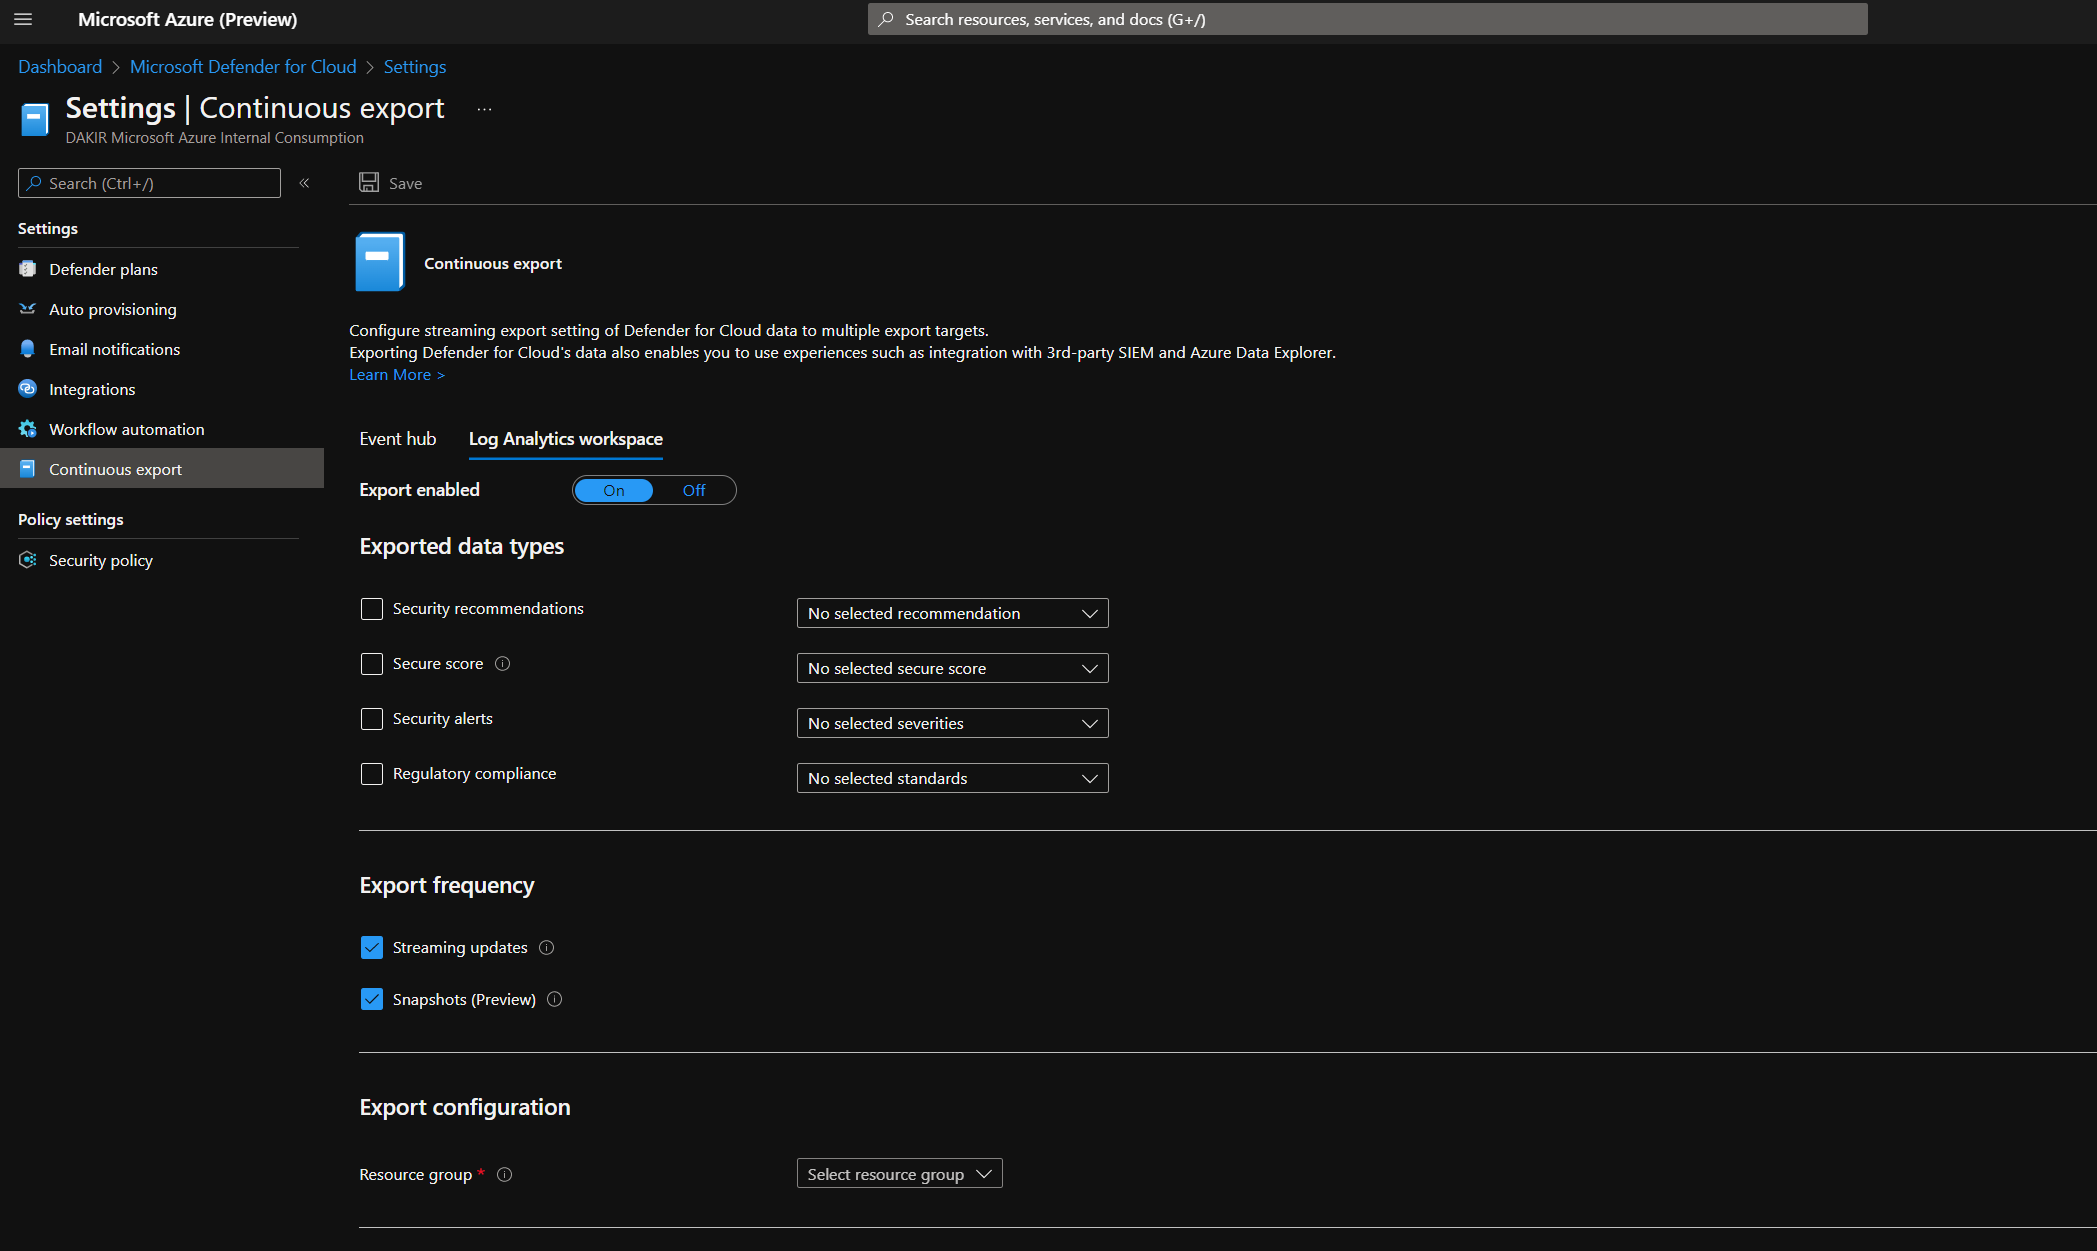 Microsoft Azure (Preview)
Search resources, services, and docs (G+/)
Dashboard > Microsoft Defender for Cloud > Settings
Settings | Continuous export ...
DAKIR Microsoft Azure Internal Consumption
Search (Ctrl+/) «
Settings
Defender plans
Auto provisioning
Email notifications
Integrations
Workflow automation
Continuous export
Policy settings
Security policy
Save
Continuous export
Configure streaming export setting of Defender for Cloud data to multiple export targets.
Exporting Defender for Cloud's data also enables you to use experiences such as integration with 3rd-party SIEM and Azure Data Explorer.
Learn More >
Event hub Log Analytics workspace
Export enabled On Off
Exported data types
Security recommendations No selected recommendation
Secure score No selected secure score
Security alerts No selected severities
Regulatory compliance No selected standards
Export frequency
Streaming updates
Snapshots (Preview)
Export configuration
Resource group * Select resource group